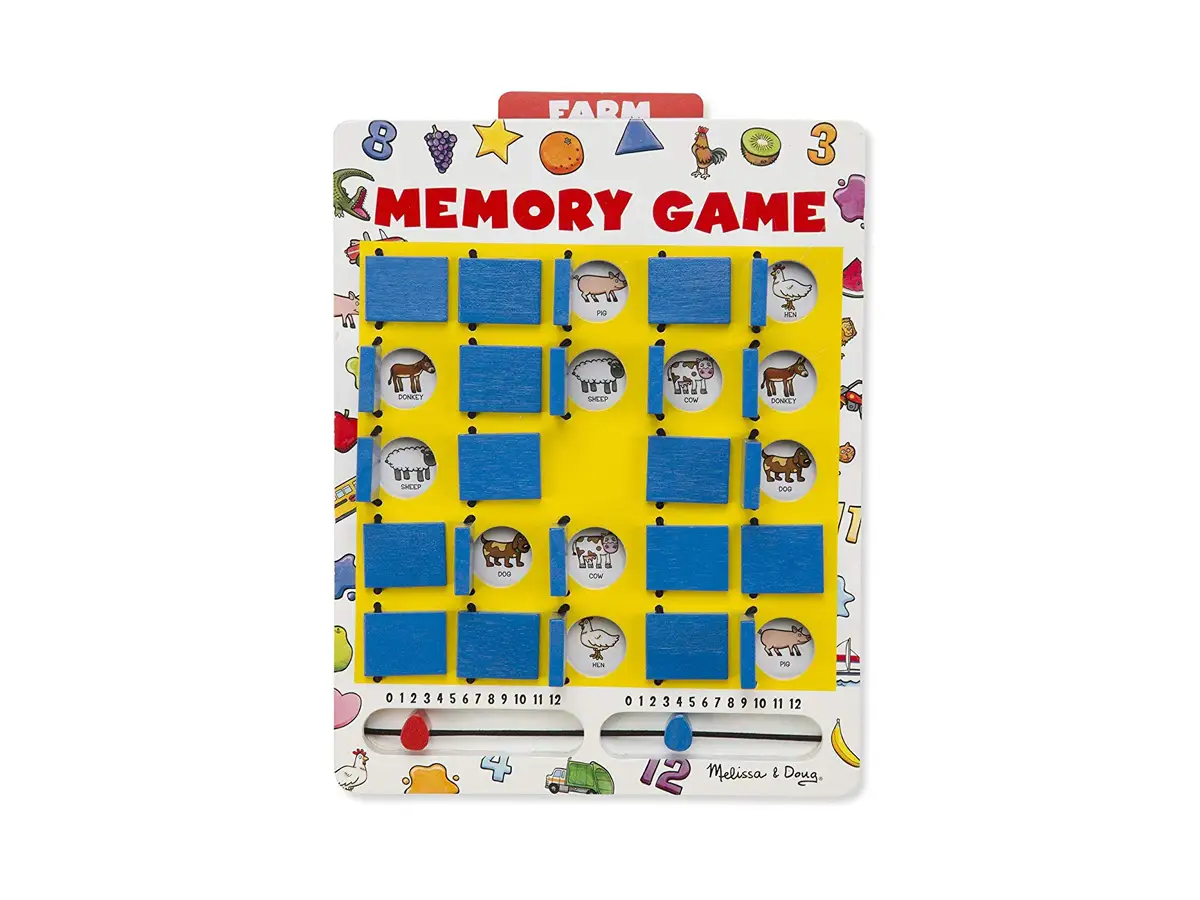 FARM
8
3
MEMORY GAME
PIG
HEN
DONKEY
SHEEP
COW
DONKEY
SHEEP
DOG
11
DOG
COW
HEN
PIG
0 1 2 3 4 5 6 7 8 9 10 11 12
0 1 2 3 4 5 6 7 8 9 10 11 12
4
12
Melissa & Doug®